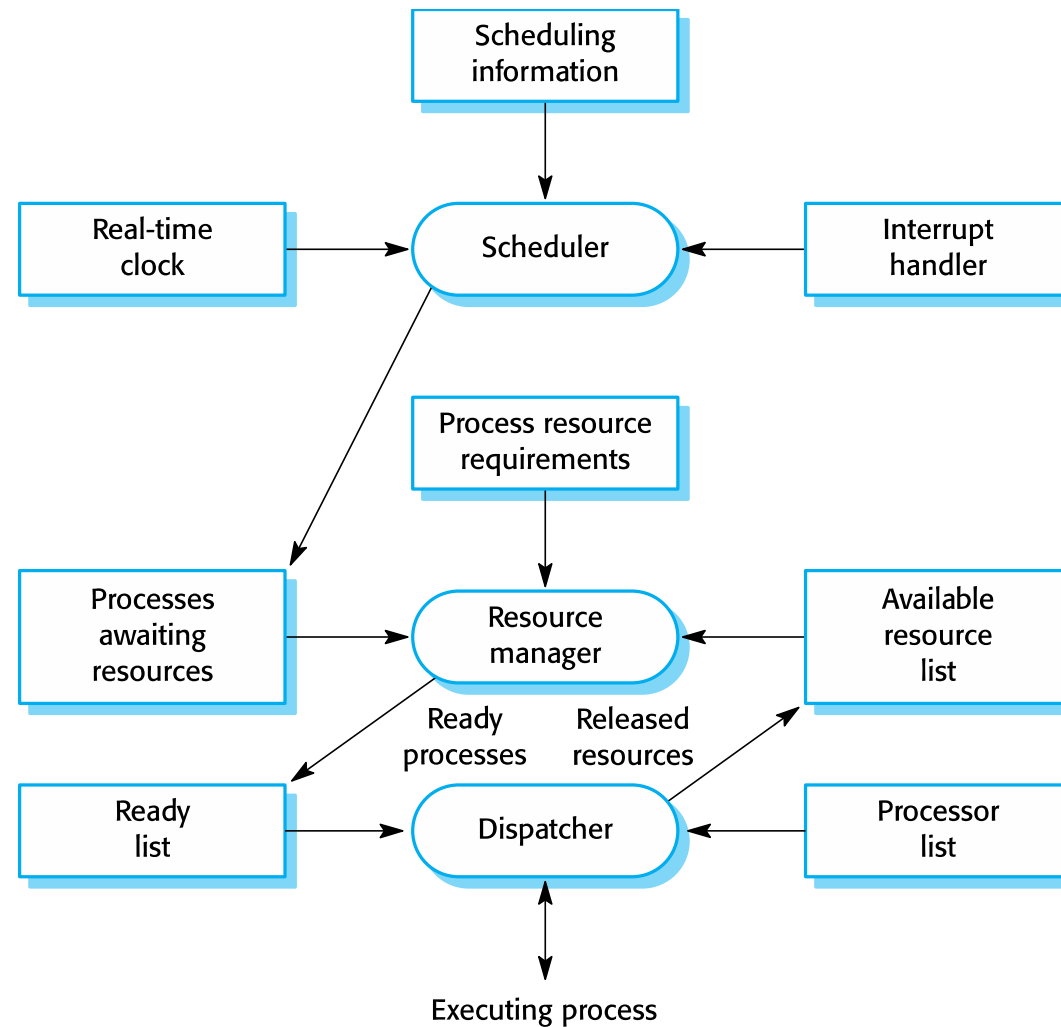 Scheduling
information
Real-time
clock
Scheduler
Interrupt
handler
Process resource
requirements
Processes
awaiting
resources
Resource
manager
Available
resource
list
Ready
processes
Released
resources
Ready
list
Dispatcher
Processor
list
Executing process